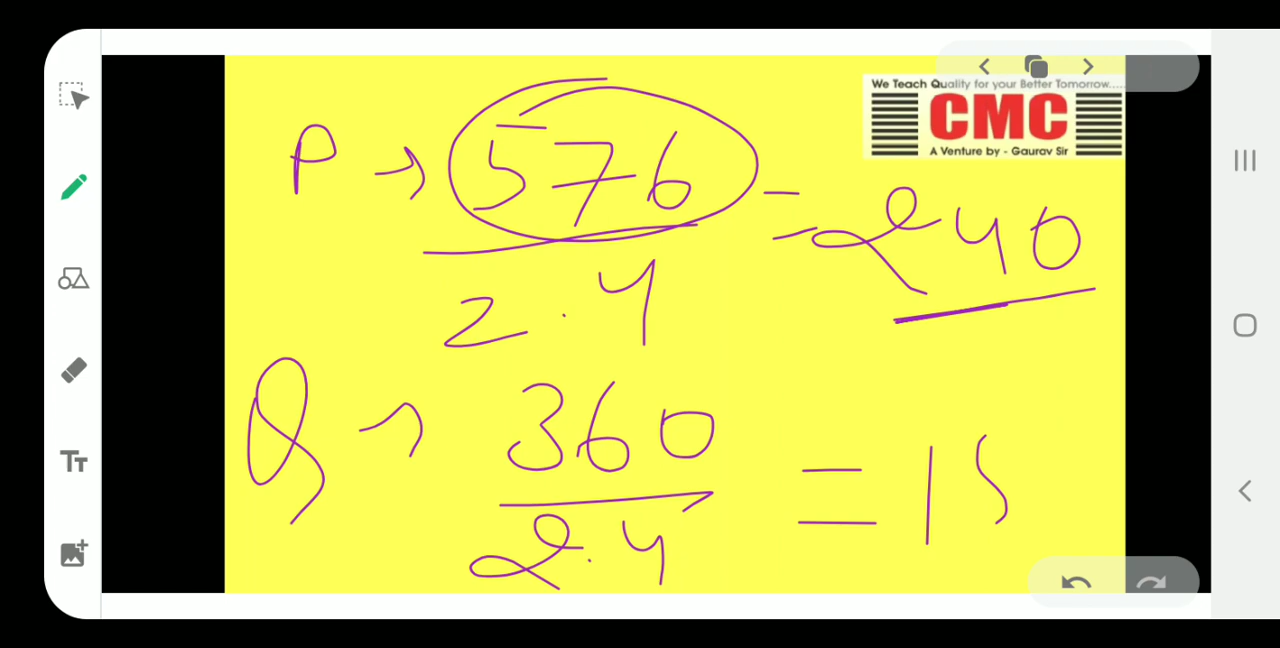 We Teach Quality for your Better Tomorrow.....
CMC
A Venture by - Gaurav Sir
P → 576 = 240
2.4
Q → 360 = 15
2.4
TT